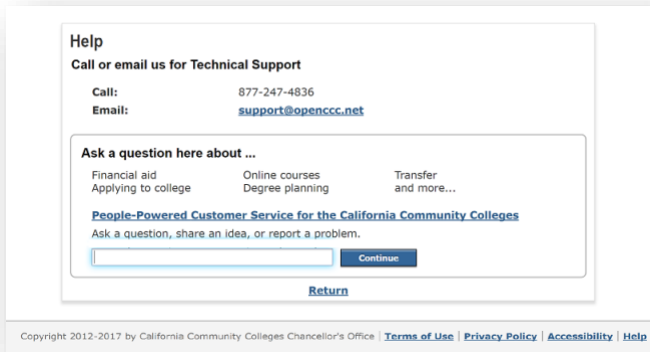 Help
Call or email us for Technical Support
Call: 877-247-4836
Email: support@openccc.net
Ask a question here about ...
Financial aid Online courses Transfer
Applying to college Degree planning and more...
People-Powered Customer Service for the California Community Colleges
Ask a question, share an idea, or report a problem.
Continue
Return
Copyright 2012-2017 by California Community Colleges Chancellor's Office | Terms of Use | Privacy Policy | Accessibility | Help